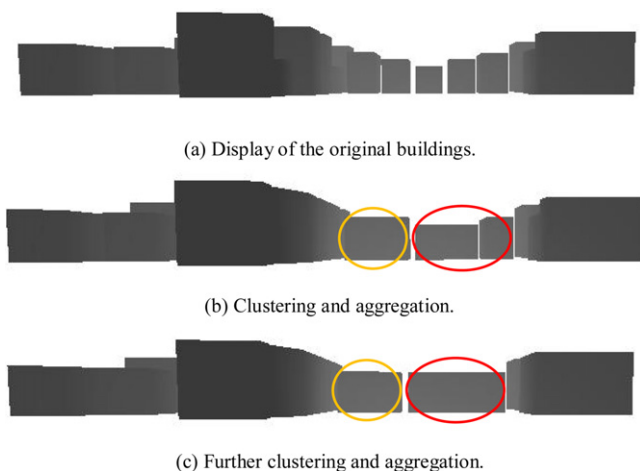 (a) Display of the original buildings.
(b) Clustering and aggregation.
(c) Further clustering and aggregation.